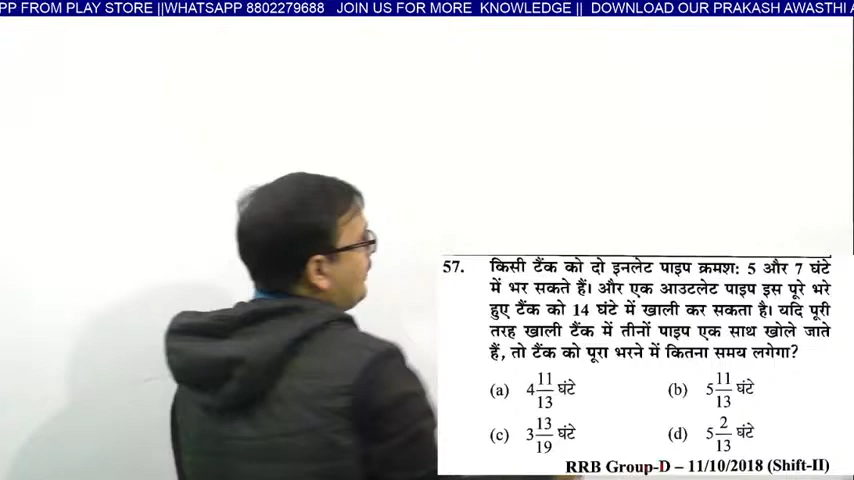 PP FROM PLAY STORE ||WHATSAPP 8802279688 JOIN US FOR MORE KNOWLEDGE || DOWNLOAD OUR PRAKASH AWASTHI A
57. किसी टैंक को दो इनलेट पाइप क्रमश: 5 और 7 घंटे
में भर सकते हैं। और एक आउटलेट पाइप इस पूरे भरे
हुए टैंक को 14 घंटे में खाली कर सकता है। यदि पूरी
तरह खाली टैंक में तीनों पाइप एक साथ खोले जाते
हैं, तो टैंक को पूरा भरने में कितना समय लगेगा?
(a) 4 11/13 घंटे (b) 5 11/13 घंटे
(c) 3 13/19 घंटे (d) 5 2/13 घंटे
RRB Group-D – 11/10/2018 (Shift-II)